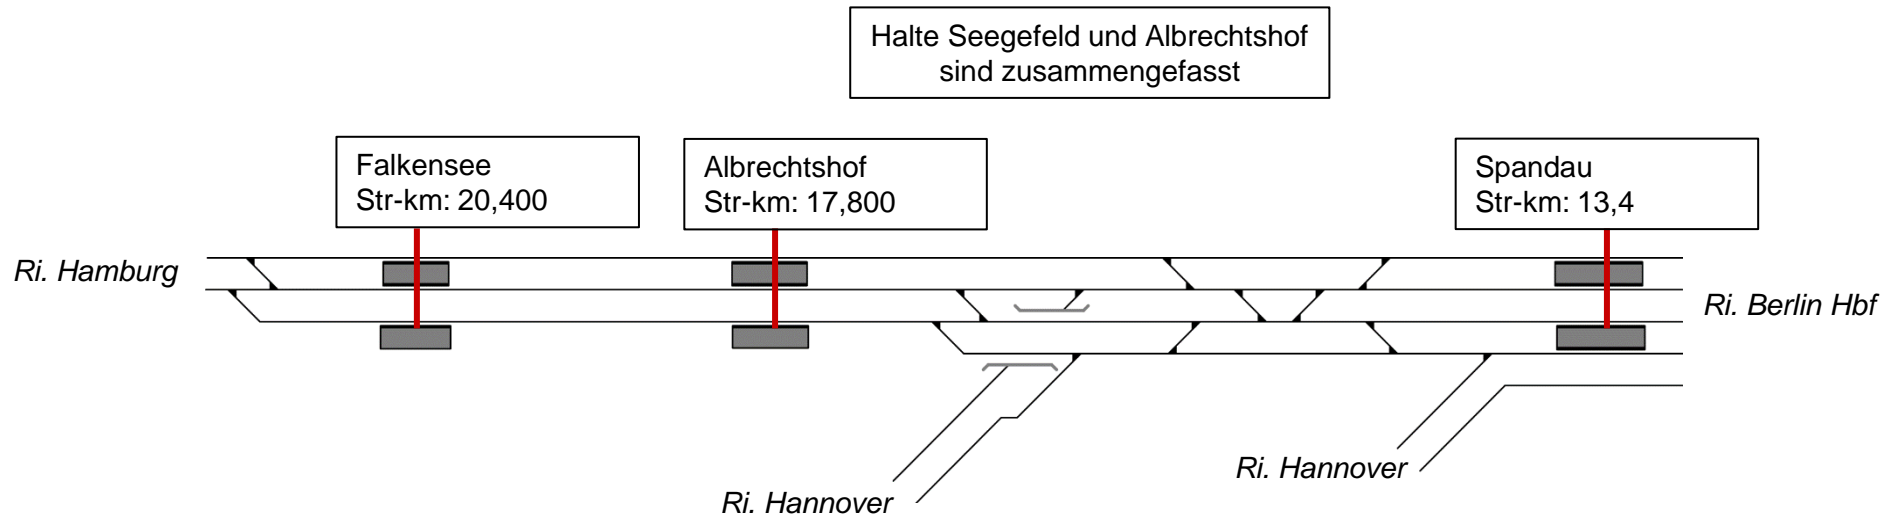 Halte Seegefeld und Albrechtshof
sind zusammengefasst
Falkensee
Str-km: 20,400
Albrechtshof
Str-km: 17,800
Spandau
Str-km: 13,4
Ri. Hamburg
Ri. Berlin Hbf
Ri. Hannover
Ri. Hannover